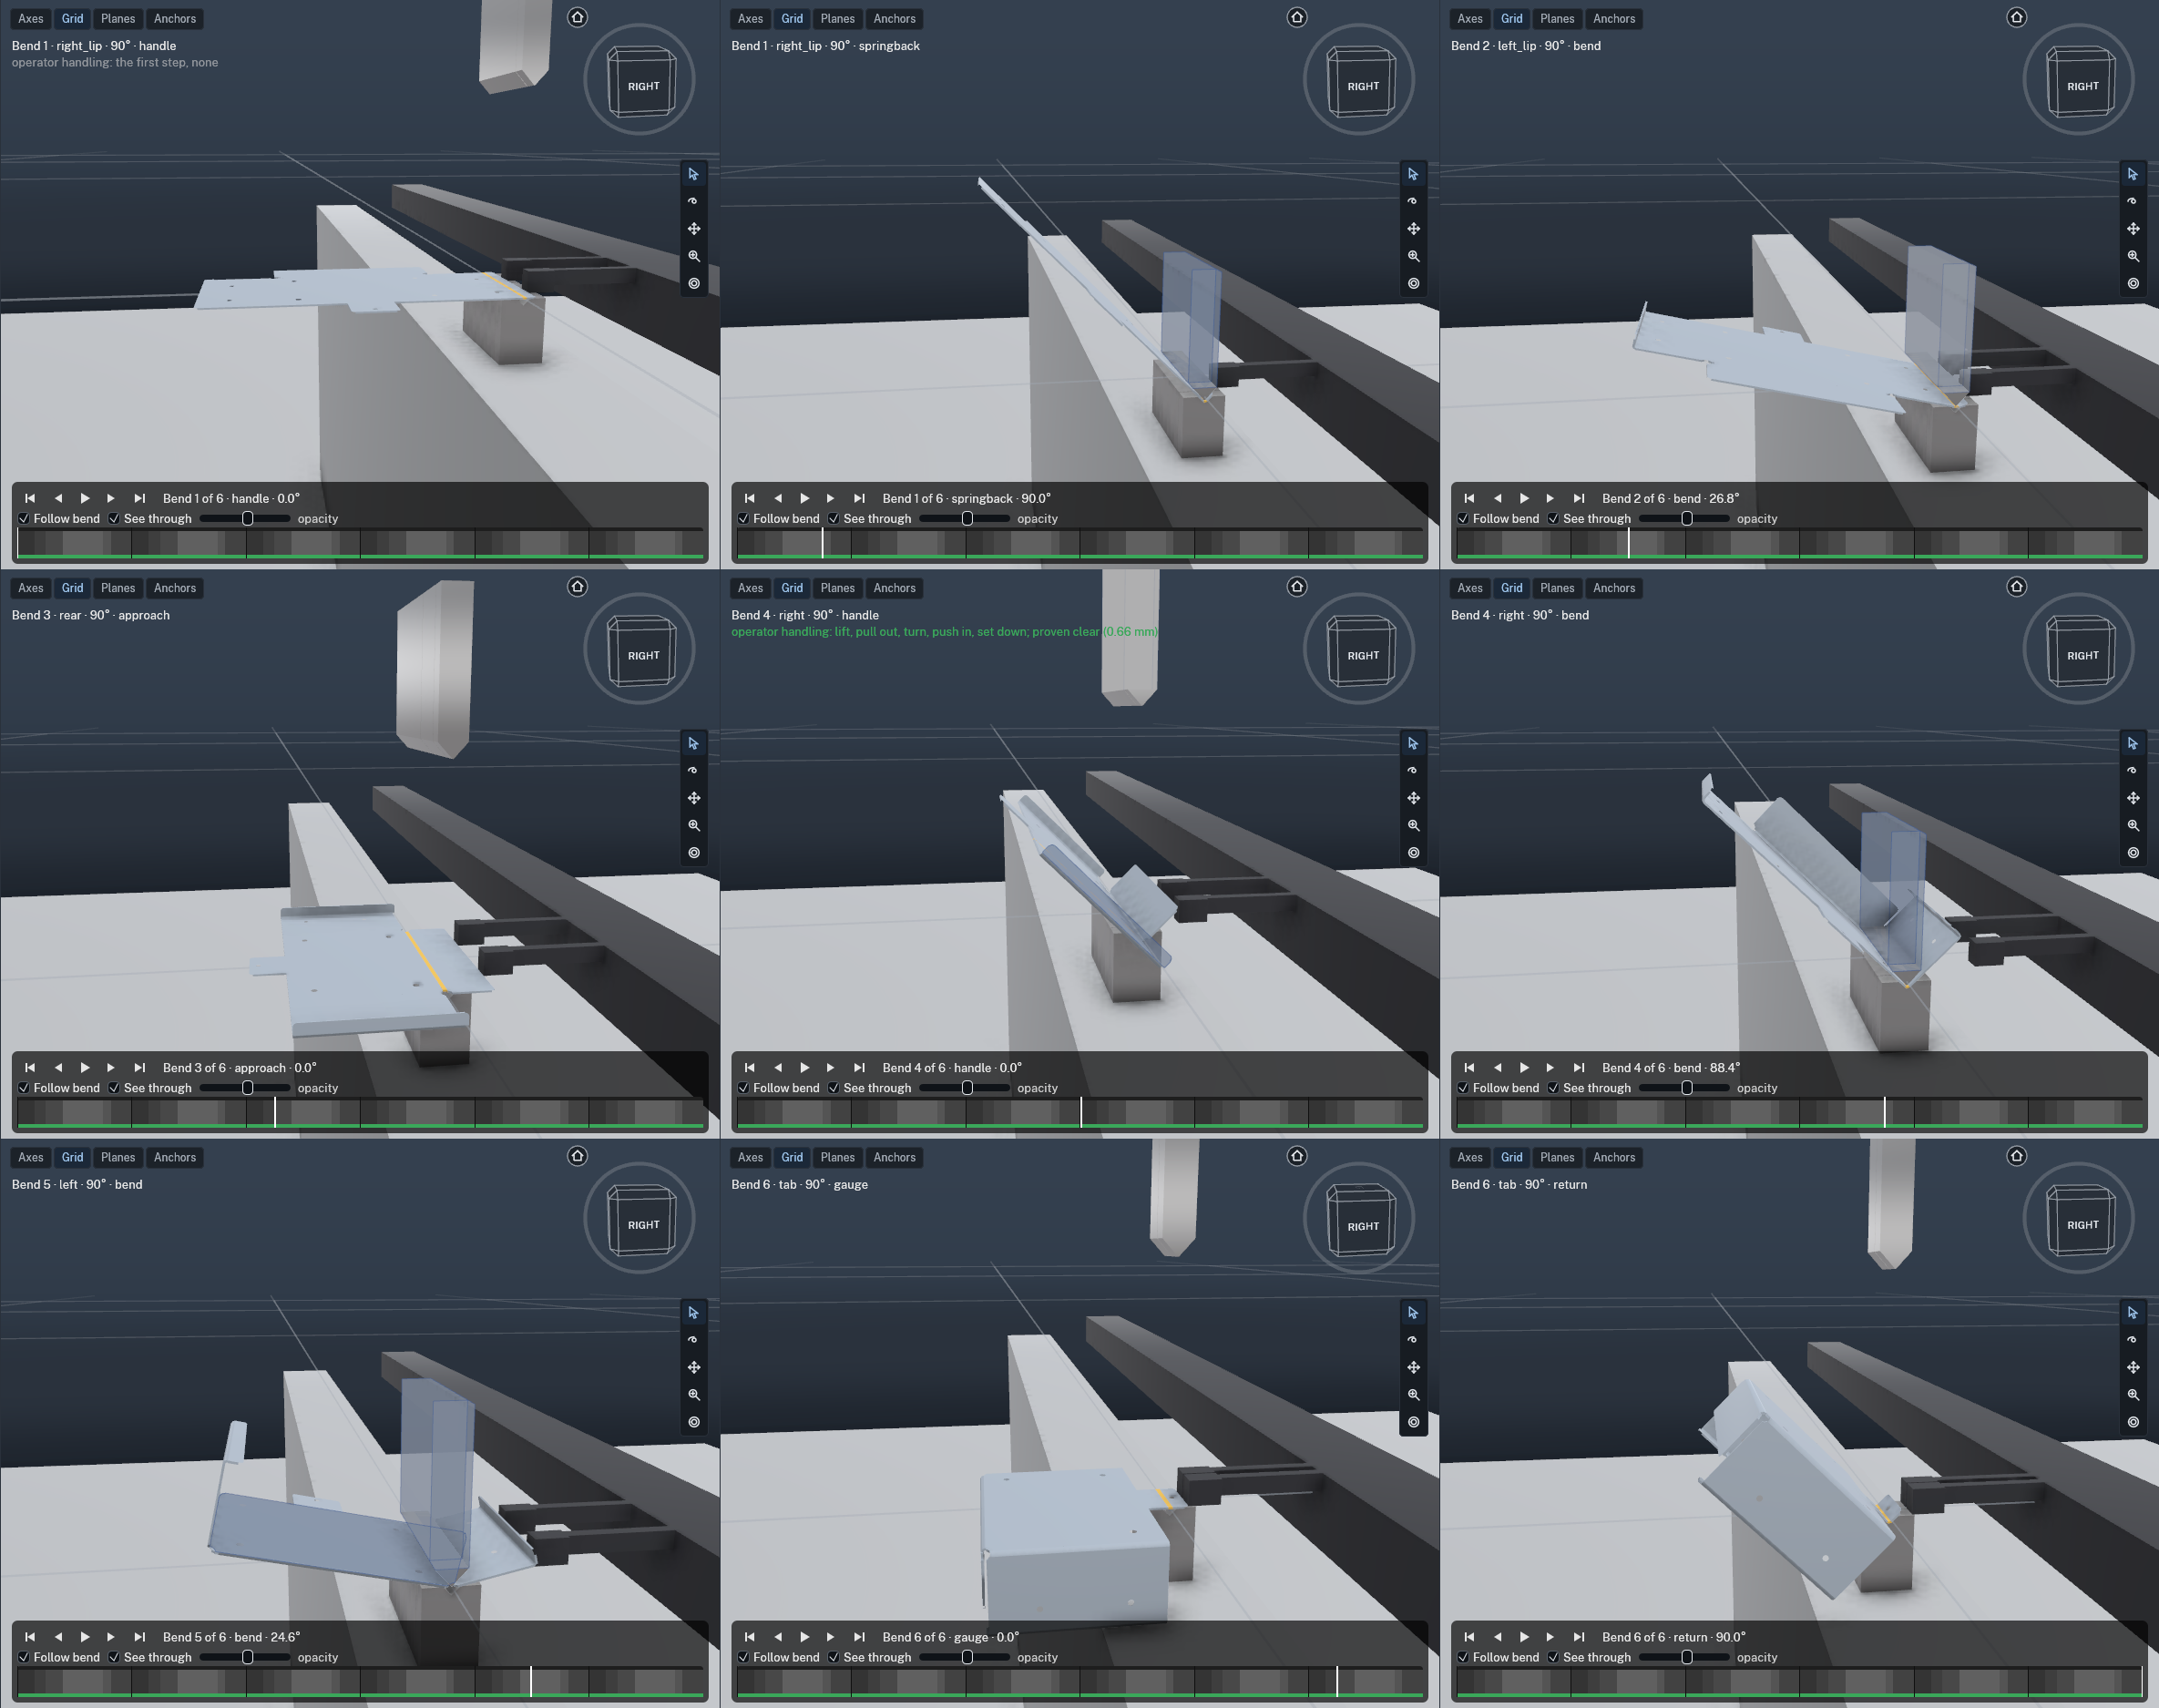 Axes Grid Planes Anchors
Bend 1 · right_lip · 90° · handle
operator handling: the first step, none
RIGHT
Bend 1 of 6 · handle · 0.0°
Follow bend See through opacity
Axes Grid Planes Anchors
Bend 1 · right_lip · 90° · springback
RIGHT
Bend 1 of 6 · springback · 90.0°
Follow bend See through opacity
Axes Grid Planes Anchors
Bend 2 · left_lip · 90° · bend
RIGHT
Bend 2 of 6 · bend · 26.8°
Follow bend See through opacity
Axes Grid Planes Anchors
Bend 3 · rear · 90° · approach
RIGHT
Bend 3 of 6 · approach · 0.0°
Follow bend See through opacity
Axes Grid Planes Anchors
Bend 4 · right · 90° · handle
operator handling: lift, pull out, turn, push in, set down; proven clear (0.66 mm)
RIGHT
Bend 4 of 6 · handle · 0.0°
Follow bend See through opacity
Axes Grid Planes Anchors
Bend 4 · right · 90° · bend
RIGHT
Bend 4 of 6 · bend · 88.4°
Follow bend See through opacity
Axes Grid Planes Anchors
Bend 5 · left · 90° · bend
RIGHT
Bend 5 of 6 · bend · 24.6°
Follow bend See through opacity
Axes Grid Planes Anchors
Bend 6 · tab · 90° · gauge
RIGHT
Bend 6 of 6 · gauge · 0.0°
Follow bend See through opacity
Axes Grid Planes Anchors
Bend 6 · tab · 90° · return
RIGHT
Bend 6 of 6 · return · 90.0°
Follow bend See through opacity